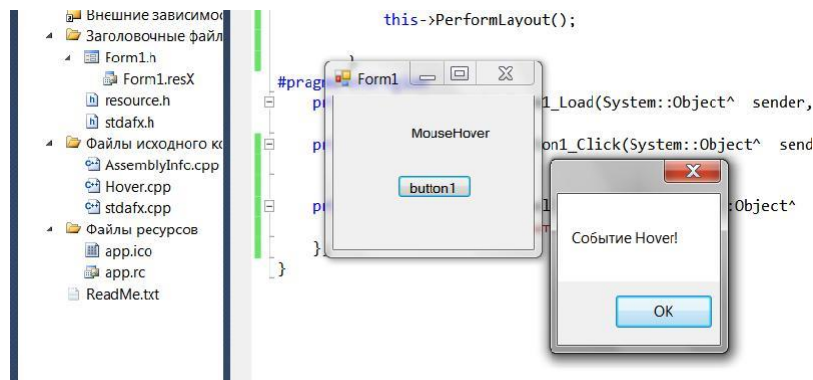 Внешние зависимос
Заголовочные файл
Form1.h
Form1.resX
resource.h
stdafx.h
Файлы исходного ко
AssemblyInfo.cpp
Hover.cpp
stdafx.cpp
Файлы ресурсов
app.ico
app.rc
ReadMe.txt
this->PerformLayout();
}
#prag
p 1_Load(System::Object^ sender,
p on1_Click(System::Object^ send
p :Object^
}
}
Form1
MouseHover
button1
Событие Hover!
OK